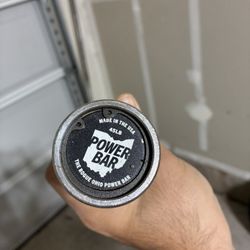 MADE IN THE USA
45LB
POWER
BAR
THE ROGUE OHIO POWER BAR